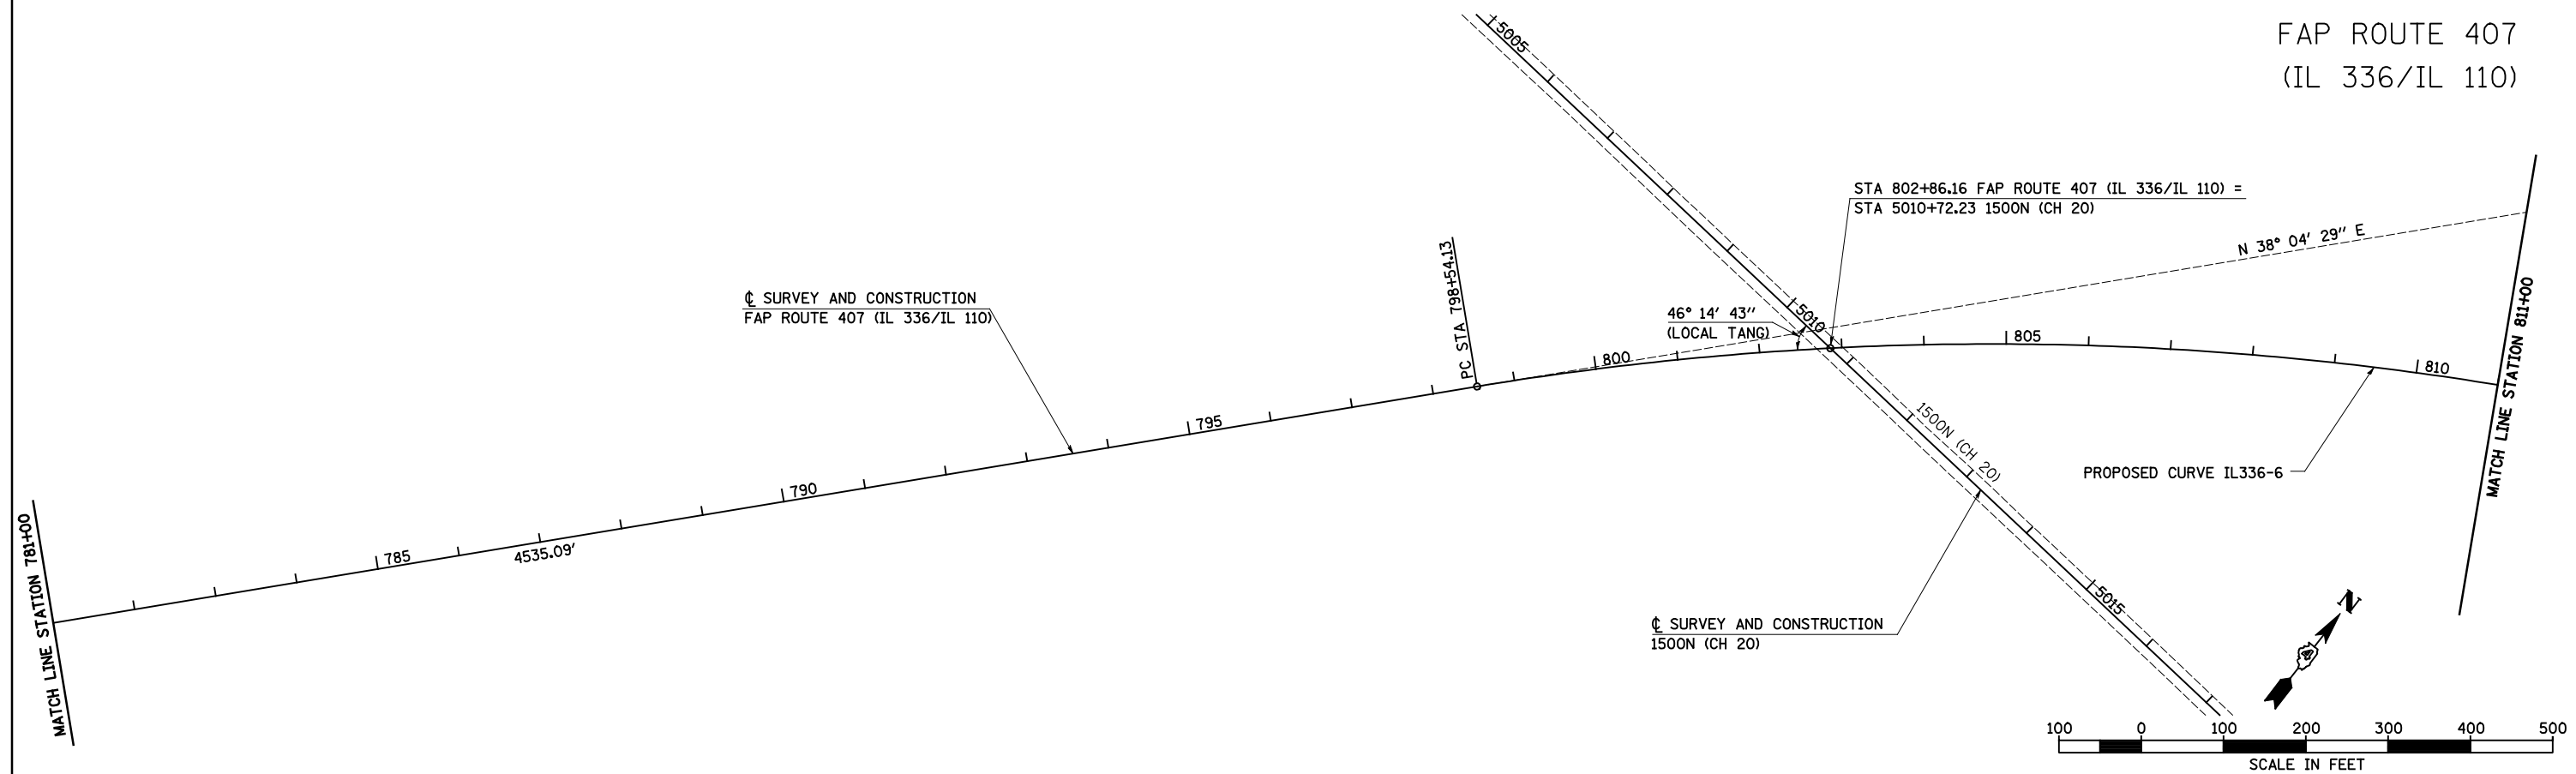 FAP ROUTE 407
(IL 336/IL 110)
5005
STA 802+86.16 FAP ROUTE 407 (IL 336/IL 110) =
STA 5010+72.23 1500N (CH 20)
N 38° 04' 29" E
PC STA 798+54.13
℄ SURVEY AND CONSTRUCTION
FAP ROUTE 407 (IL 336/IL 110)
46° 14' 43"
(LOCAL TANG)
5010
805
800
810
MATCH LINE STATION 811+00
795
1500N (CH 20)
PROPOSED CURVE IL336-6
790
785
4535.09'
MATCH LINE STATION 781+00
5015
℄ SURVEY AND CONSTRUCTION
1500N (CH 20)
N
4
100 0 100 200 300 400 500
SCALE IN FEET